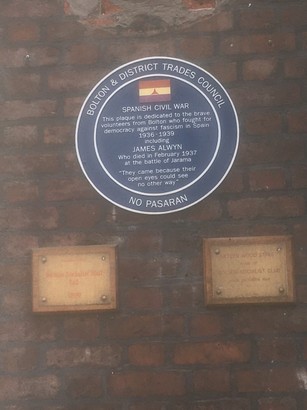 BOLTON & DISTRICT TRADES COUNCIL
SPANISH CIVIL WAR
This plaque is dedicated to the brave
volunteers from Bolton who fought for
democracy against fascism in Spain
1936-1939
including
JAMES ALWYN
Who died in February 1937
at the battle of Jarama
"They came because their
open eyes could see
no other way"
NO PASARAN